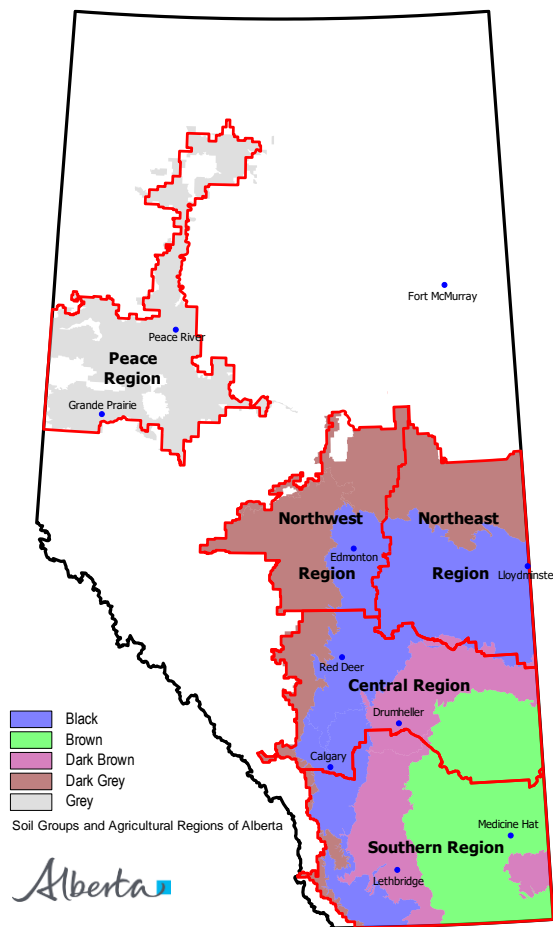 Fort McMurray
Peace River
Peace
Region
Grande Prairie
Northwest
Northeast
Edmonton
Region
Region
Lloydminste
Red Deer
Central Region
Drumheller
Calgary
Black
Brown
Dark Brown
Dark Grey
Grey
Soil Groups and Agricultural Regions of Alberta
Medicine Hat
Southern Region
Lethbridge
Alberta